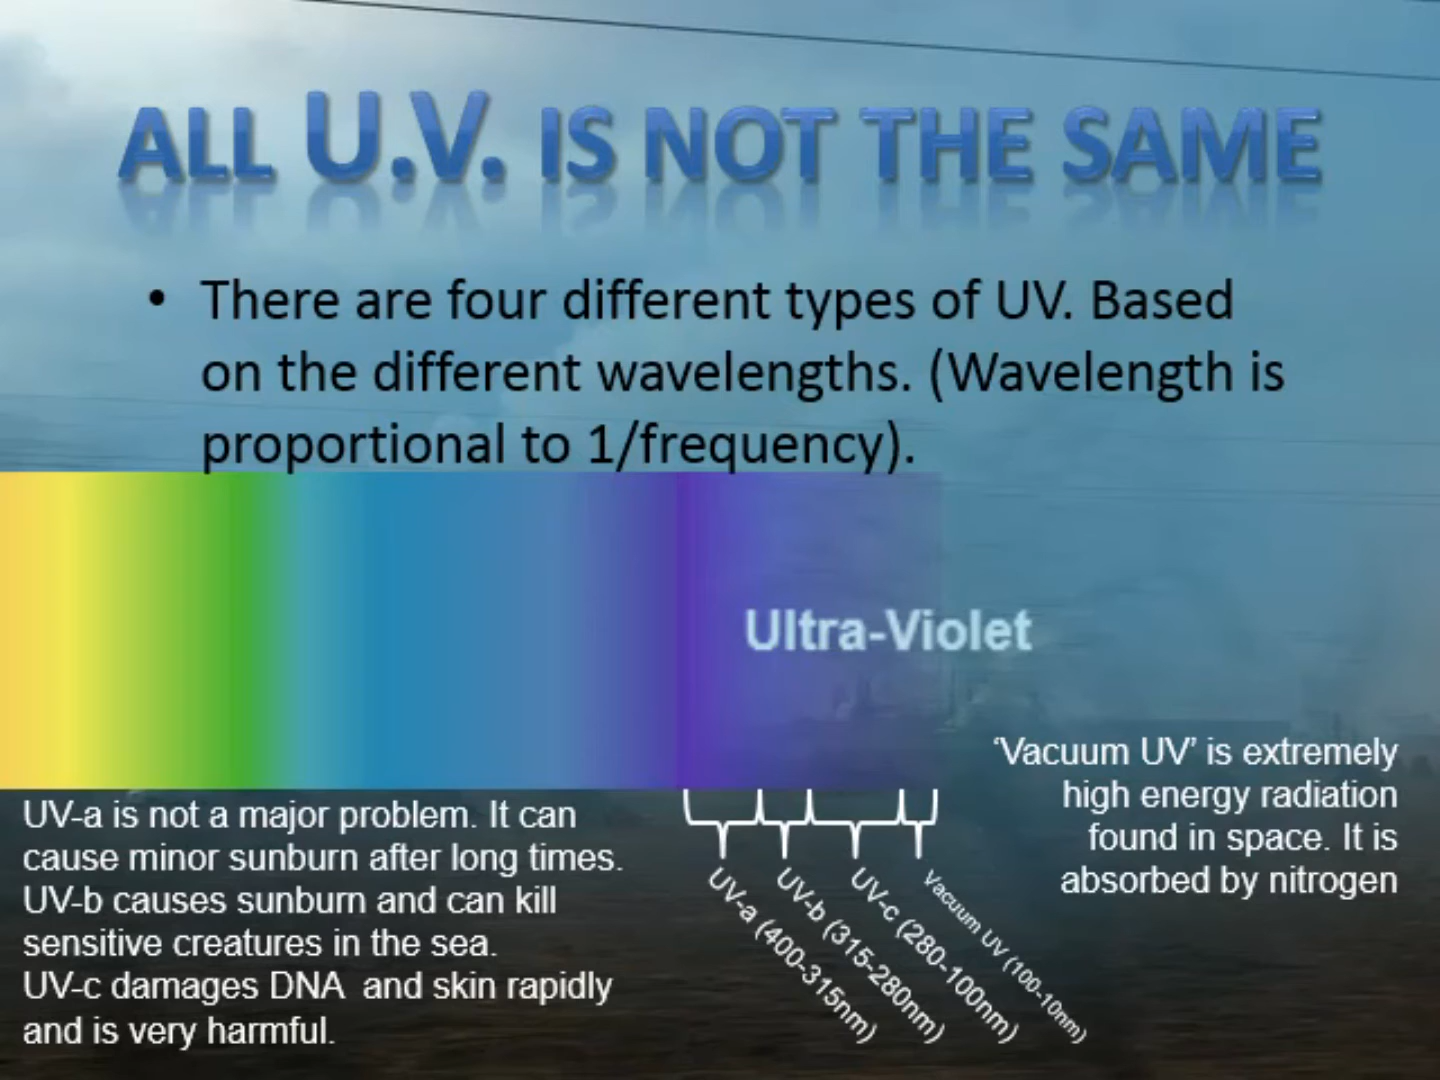 ALL U.V. IS NOT THE SAME
• There are four different types of UV. Based
on the different wavelengths. (Wavelength is
proportional to 1/frequency).
Ultra-Violet
UV-a is not a major problem. It can
cause minor sunburn after long times.
UV-b causes sunburn and can kill
sensitive creatures in the sea.
UV-c damages DNA and skin rapidly
and is very harmful.
UV-a (400-315nm)
UV-b (315-280nm)
UV-c (280-100nm)
Vacuum UV (100-10nm)
‘Vacuum UV’ is extremely
high energy radiation
found in space. It is
absorbed by nitrogen